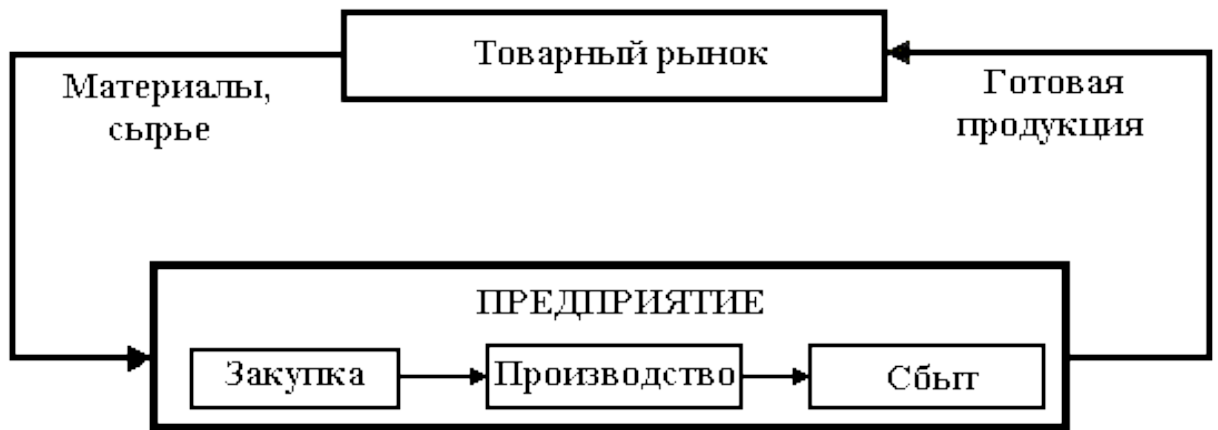 Товарный рынок
Материалы,
сырье
Готовая
продукция
ПРЕДПРИЯТИЕ
Закупка
Производство
Сбыт